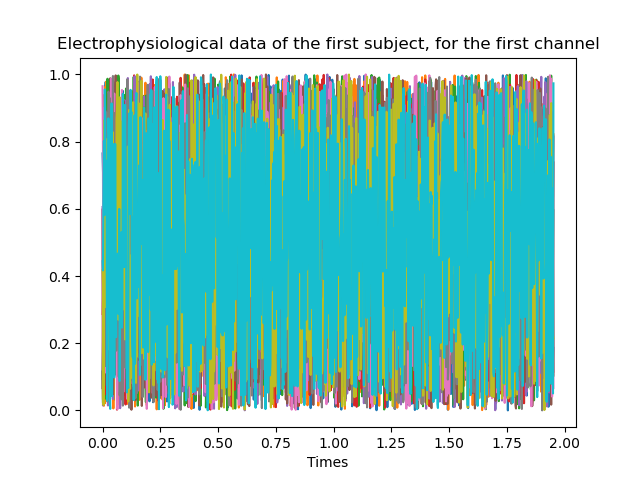 Electrophysiological data of the first subject, for the first channel
1.0
0.8
0.6
0.4
0.2
0.0
0.00 0.25 0.50 0.75 1.00 1.25 1.50 1.75 2.00
Times